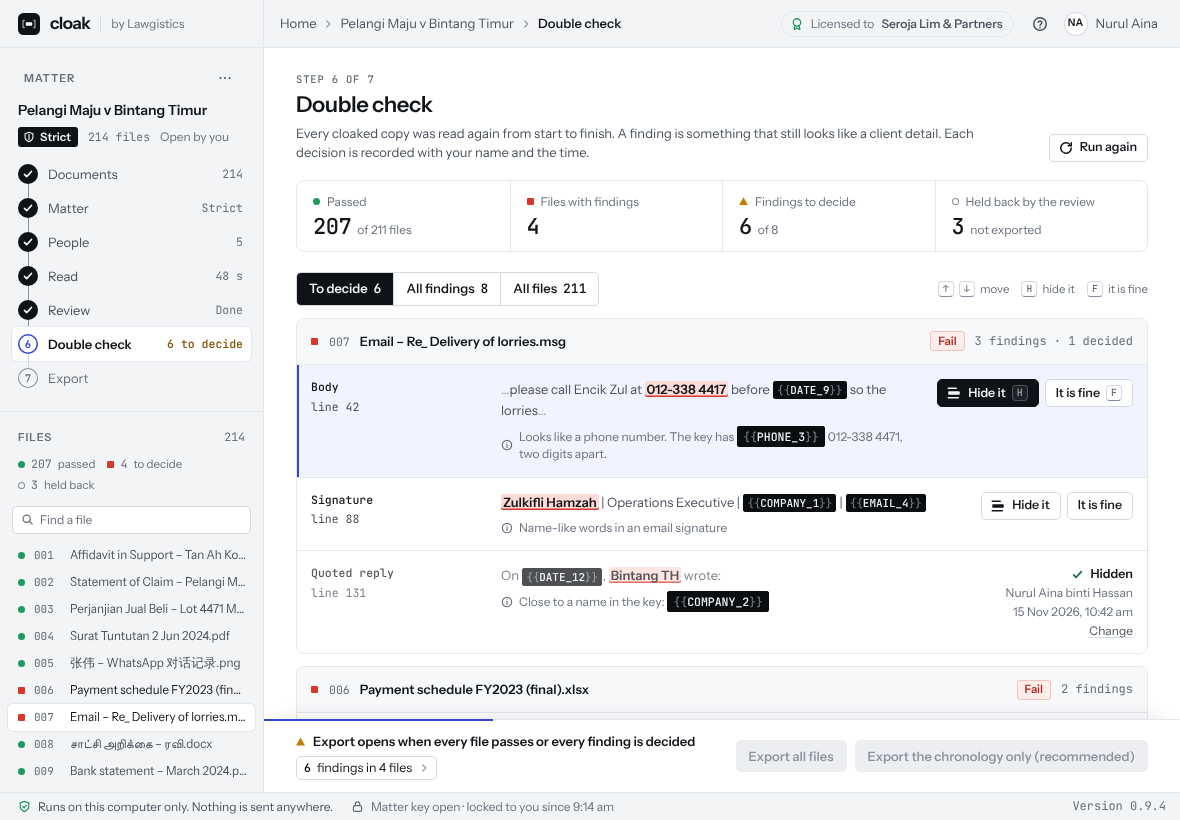 cloak by Lawgistics
Home > Pelangi Maju v Bintang Timur > Double check
Licensed to Seroja Lim & Partners
NA Nurul Aina
MATTER ...
Pelangi Maju v Bintang Timur
Strict 214 files Open by you
Documents 214
Matter Strict
People 5
Read 48 s
Review Done
6 Double check 6 to decide
7 Export
FILES 214
207 passed 4 to decide
3 held back
Find a file
001 Affidavit in Support – Tan Ah Ko...
002 Statement of Claim – Pelangi M...
003 Perjanjian Jual Beli – Lot 4471 M...
004 Surat Tuntutan 2 Jun 2024.pdf
005 张伟 – WhatsApp 对话记录.png
006 Payment schedule FY2023 (fin...
007 Email – Re_ Delivery of lorries.m...
008 சாட்சி அறிக்கை – ரவி.docx
009 Bank statement – March 2024.p...
STEP 6 OF 7
Double check
Every cloaked copy was read again from start to finish. A finding is something that still looks like a client detail. Each
decision is recorded with your name and the time.
Run again
Passed
207 of 211 files
Files with findings
4
Findings to decide
6 of 8
Held back by the review
3 not exported
To decide 6
All findings 8
All files 211
↑ ↓ move H hide it F it is fine
007 Email – Re_ Delivery of lorries.msg
Fail 3 findings · 1 decided
Body
line 42
...please call Encik Zul at 012-338 4417 before {{DATE_9}} so the
lorries...
Looks like a phone number. The key has {{PHONE_3}} 012-338 4471,
two digits apart.
Hide it H
It is fine F
Signature
line 88
Zulkifli Hamzah | Operations Executive | {{COMPANY_1}} | {{EMAIL_4}}
Name-like words in an email signature
Hide it
It is fine
Quoted reply
line 131
On {{DATE_12}}, Bintang TH wrote:
Close to a name in the key: {{COMPANY_2}}
Hidden
Nurul Aina binti Hassan
15 Nov 2026, 10:42 am
Change
006 Payment schedule FY2023 (final).xlsx
Fail 2 findings
Export opens when every file passes or every finding is decided
6 findings in 4 files >
Export all files
Export the chronology only (recommended)
Runs on this computer only. Nothing is sent anywhere.
Matter key open · locked to you since 9:14 am
Version 0.9.4